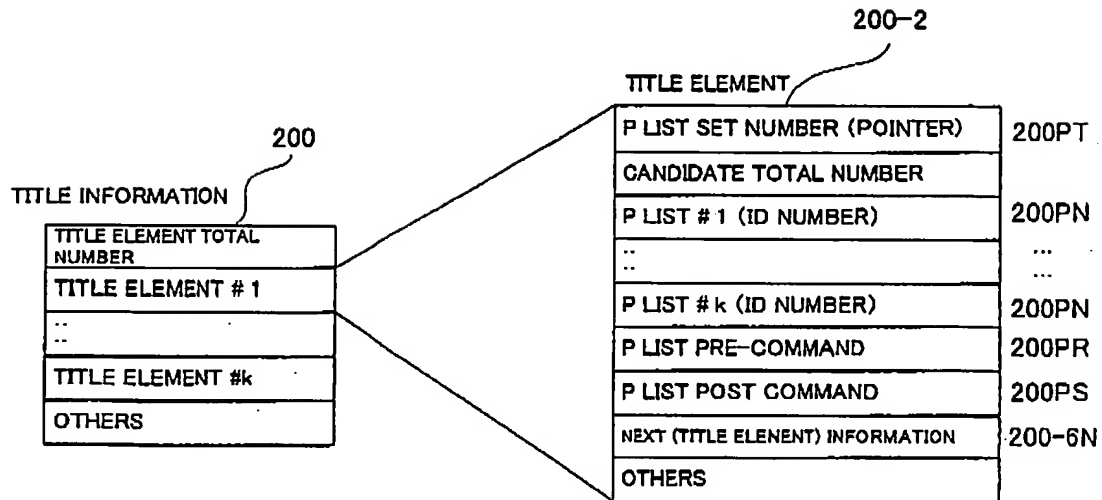 200-2
TITLE ELEMENT
P LIST SET NUMBER (POINTER)
200PT
CANDIDATE TOTAL NUMBER
P LIST # 1 (ID NUMBER)
200PN
::
...
...
P LIST # k (ID NUMBER)
200PN
P LIST PRE-COMMAND
200PR
P LIST POST COMMAND
200PS
NEXT (TITLE ELENENT) INFORMATION
200-6N
OTHERS
200
TITLE INFORMATION
TITLE ELEMENT TOTAL
NUMBER
TITLE ELEMENT # 1
::
TITLE ELEMENT #k
OTHERS